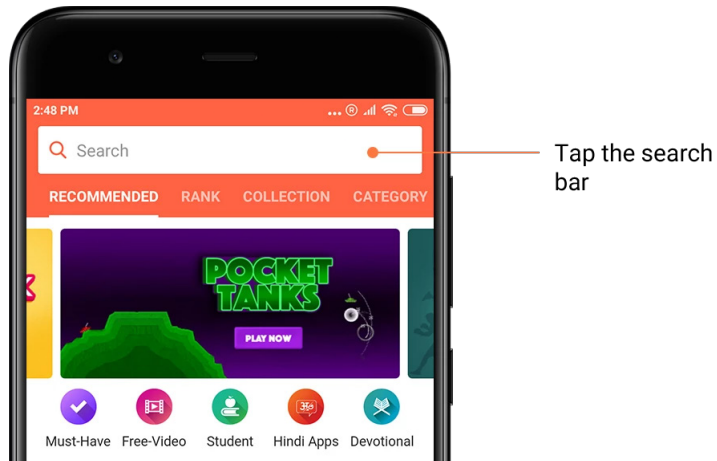 2:48 PM
... R
Search
Tap the search
bar
RECOMMENDED RANK COLLECTION CATEGORY
POCKET
TANKS
PLAY NOW
Must-Have Free-Video Student Hindi Apps Devotional